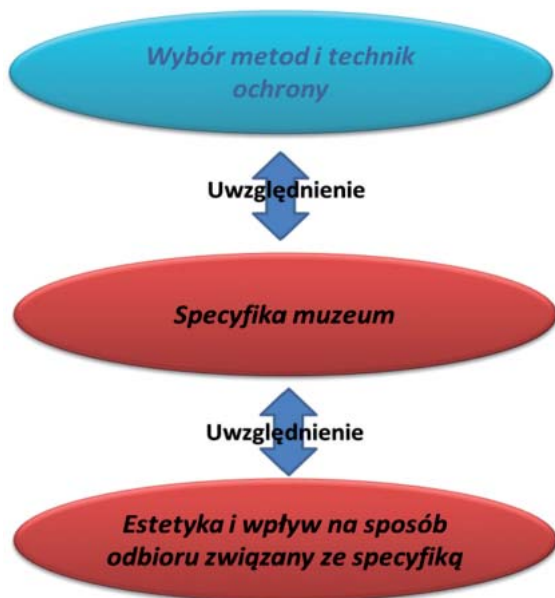 Wybór metod i technik
ochrony
Uwzględnienie
Specyfika muzeum
Uwzględnienie
Estetyka i wpływ na sposób
odbioru związany ze specyfiką